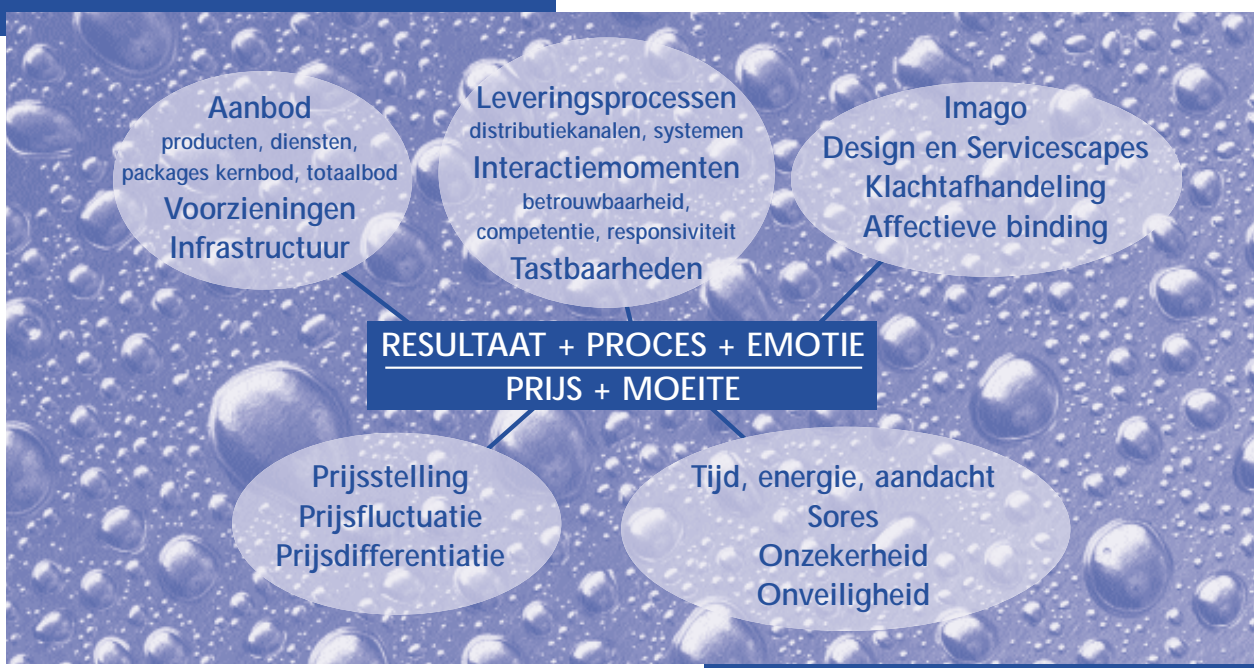 Aanbod
producten, diensten,
packages kernbod, totaalbod
Voorzieningen
Infrastructuur
Leveringsprocessen
distributiekanalen, systemen
Interactiemomenten
betrouwbaarheid,
competentie, responsiviteit
Tastbaarheden
Imago
Design en Servicescapes
Klachtafhandeling
Affectieve binding
RESULTAAT + PROCES + EMOTIE
PRIJS + MOEITE
Prijsstelling
Prijsfluctuatie
Prijsdifferentiatie
Tijd, energie, aandacht
Sores
Onzekerheid
Onveiligheid